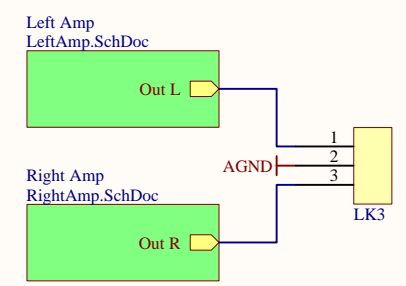 Left Amp
LeftAmp.SchDoc
Out L
1
2
3
AGND
Right Amp
RightAmp.SchDoc
Out R
LK3